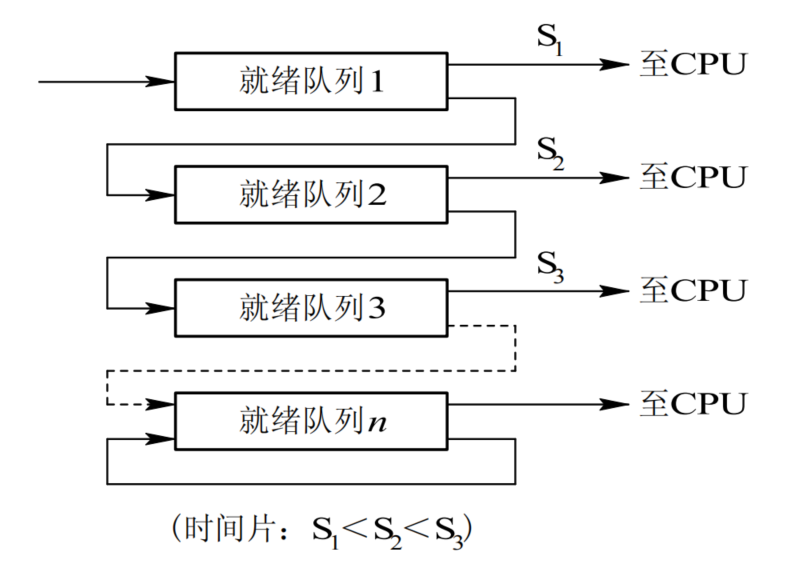 就绪队列1 S₁ 至CPU
就绪队列2 S₂ 至CPU
就绪队列3 S₃ 至CPU
就绪队列n 至CPU
(时间片：S₁<S₂<S₃)